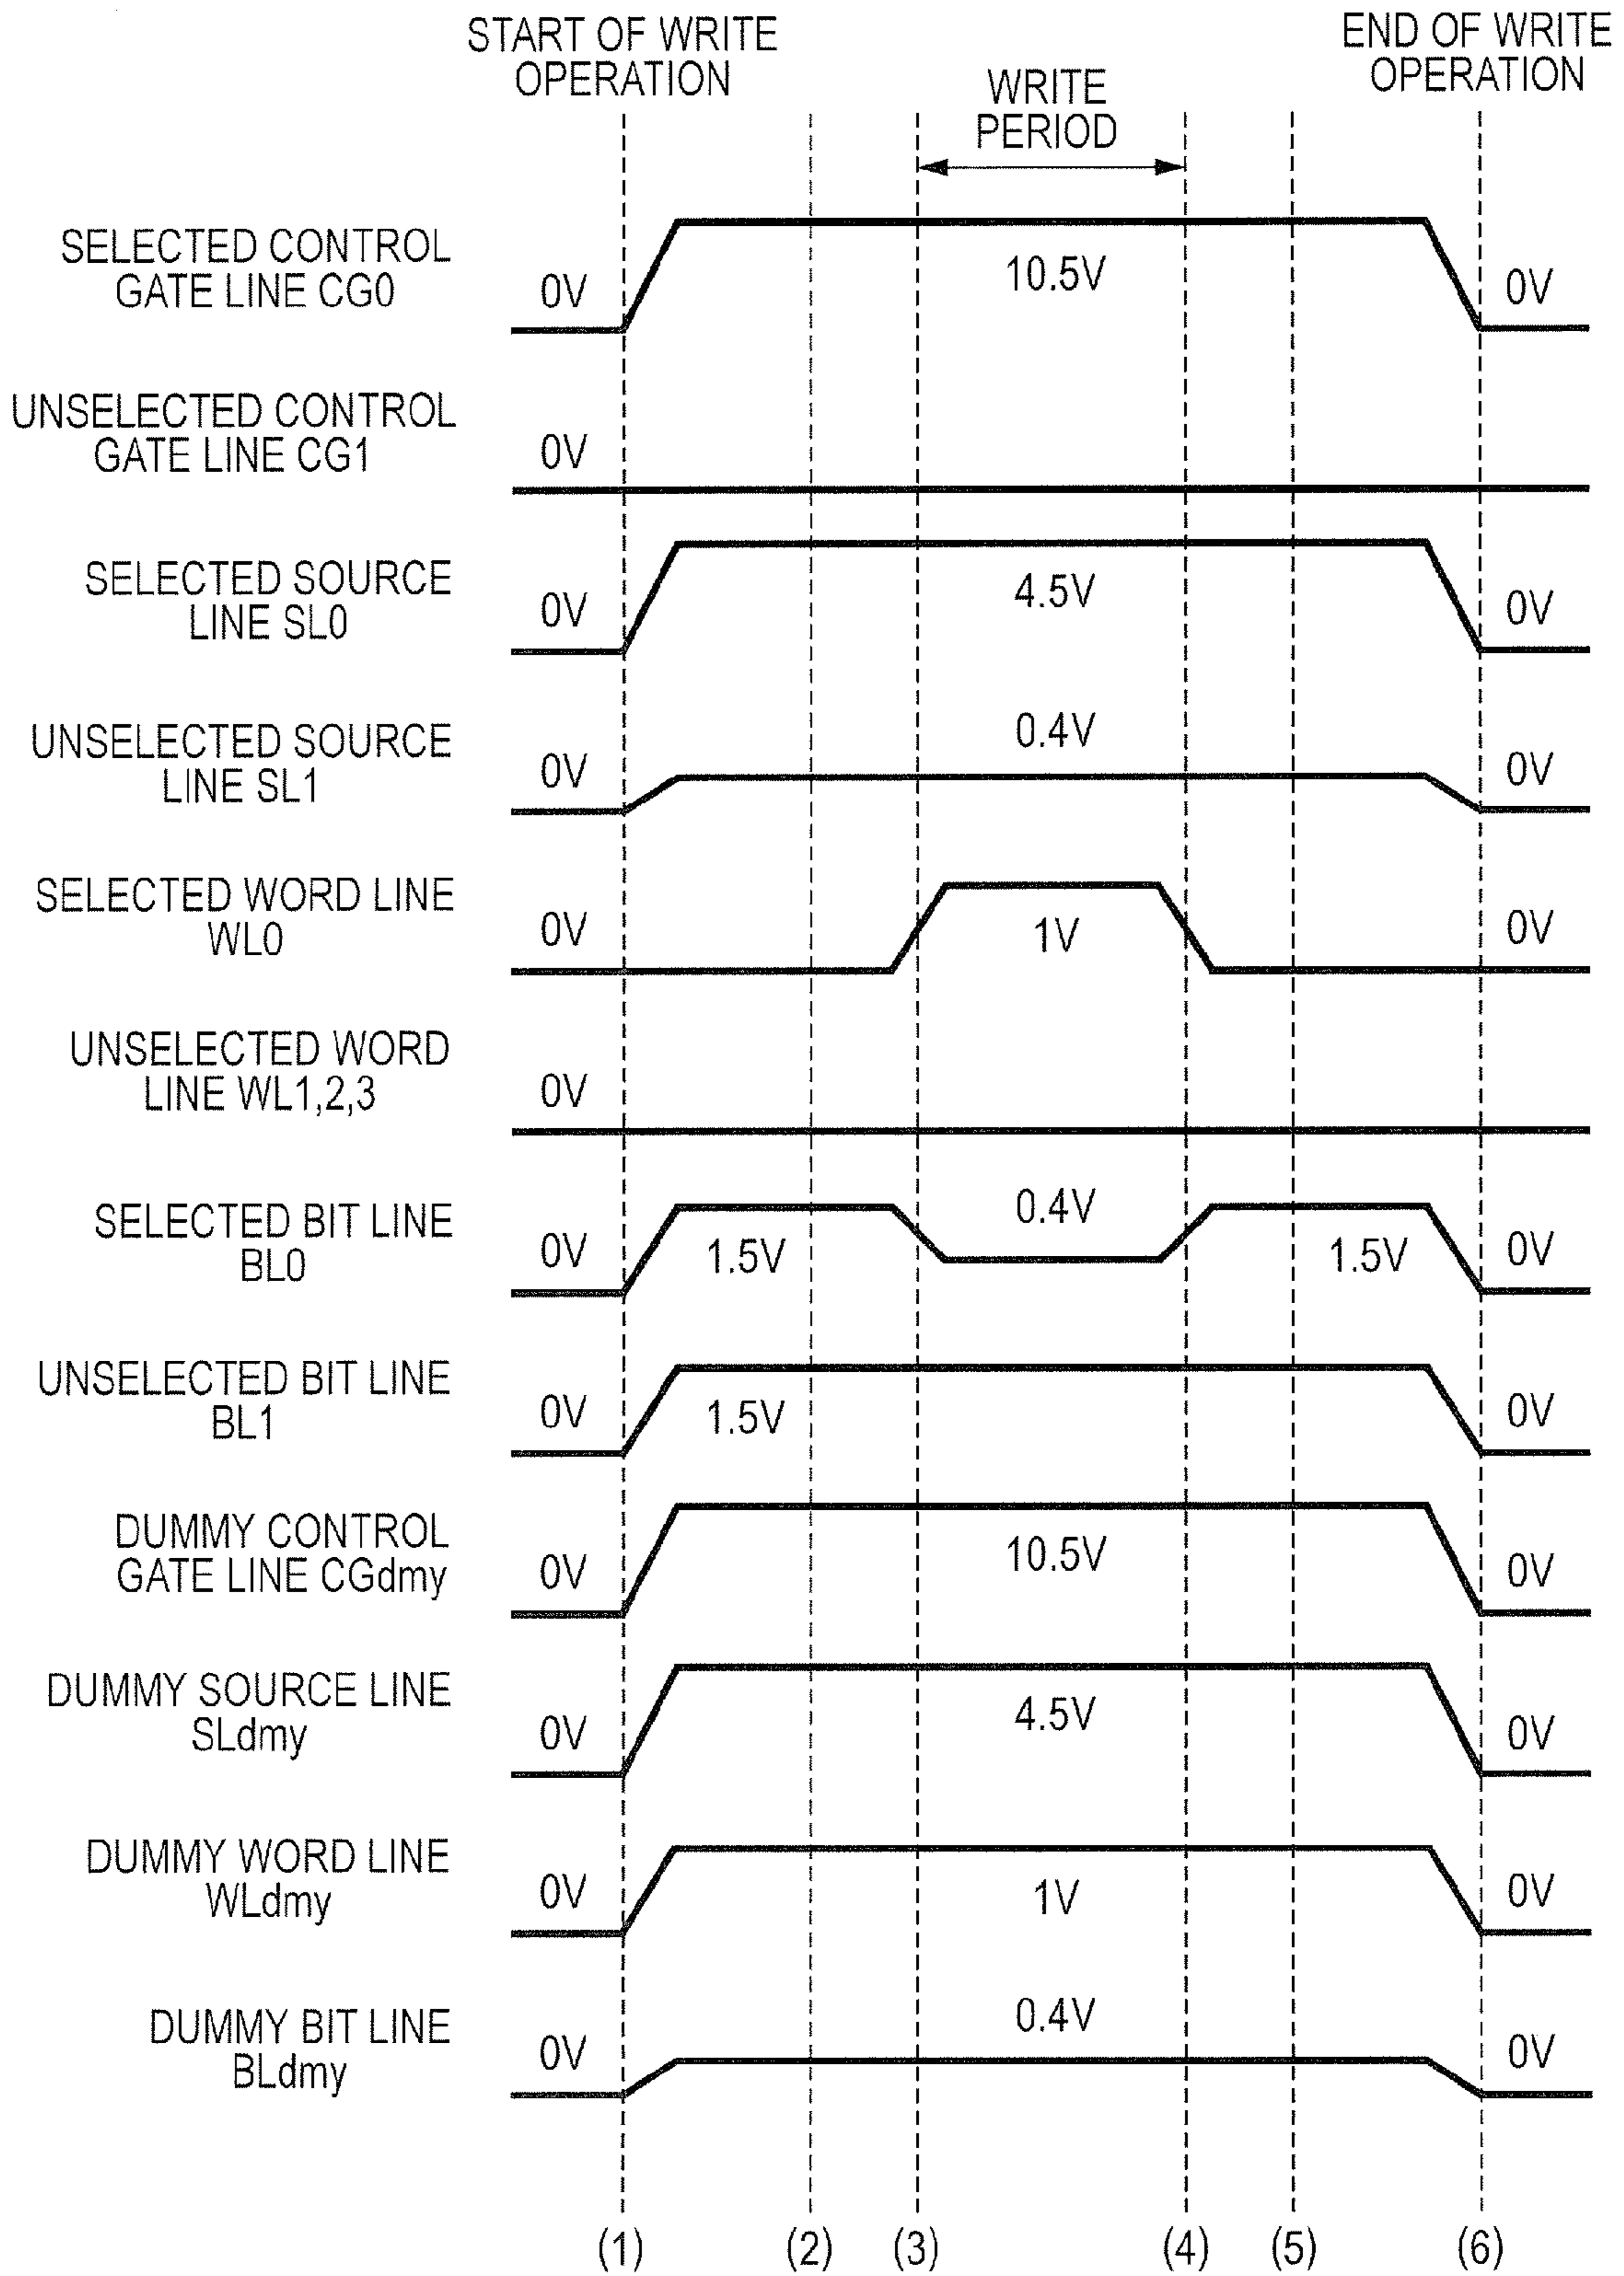 START OF WRITE
OPERATION
WRITE
PERIOD
END OF WRITE
OPERATION
SELECTED CONTROL
GATE LINE CG0
0V
10.5V
0V
UNSELECTED CONTROL
GATE LINE CG1
0V
SELECTED SOURCE
LINE SL0
0V
4.5V
0V
UNSELECTED SOURCE
LINE SL1
0V
0.4V
0V
SELECTED WORD LINE
WL0
0V
1V
0V
UNSELECTED WORD
LINE WL1,2,3
0V
SELECTED BIT LINE
BL0
0V
1.5V
0.4V
1.5V
0V
UNSELECTED BIT LINE
BL1
0V
1.5V
0V
DUMMY CONTROL
GATE LINE CGdmy
0V
10.5V
0V
DUMMY SOURCE LINE
SLdmy
0V
4.5V
0V
DUMMY WORD LINE
WLdmy
0V
1V
0V
DUMMY BIT LINE
BLdmy
0V
0.4V
0V
(1) (2) (3) (4) (5) (6)